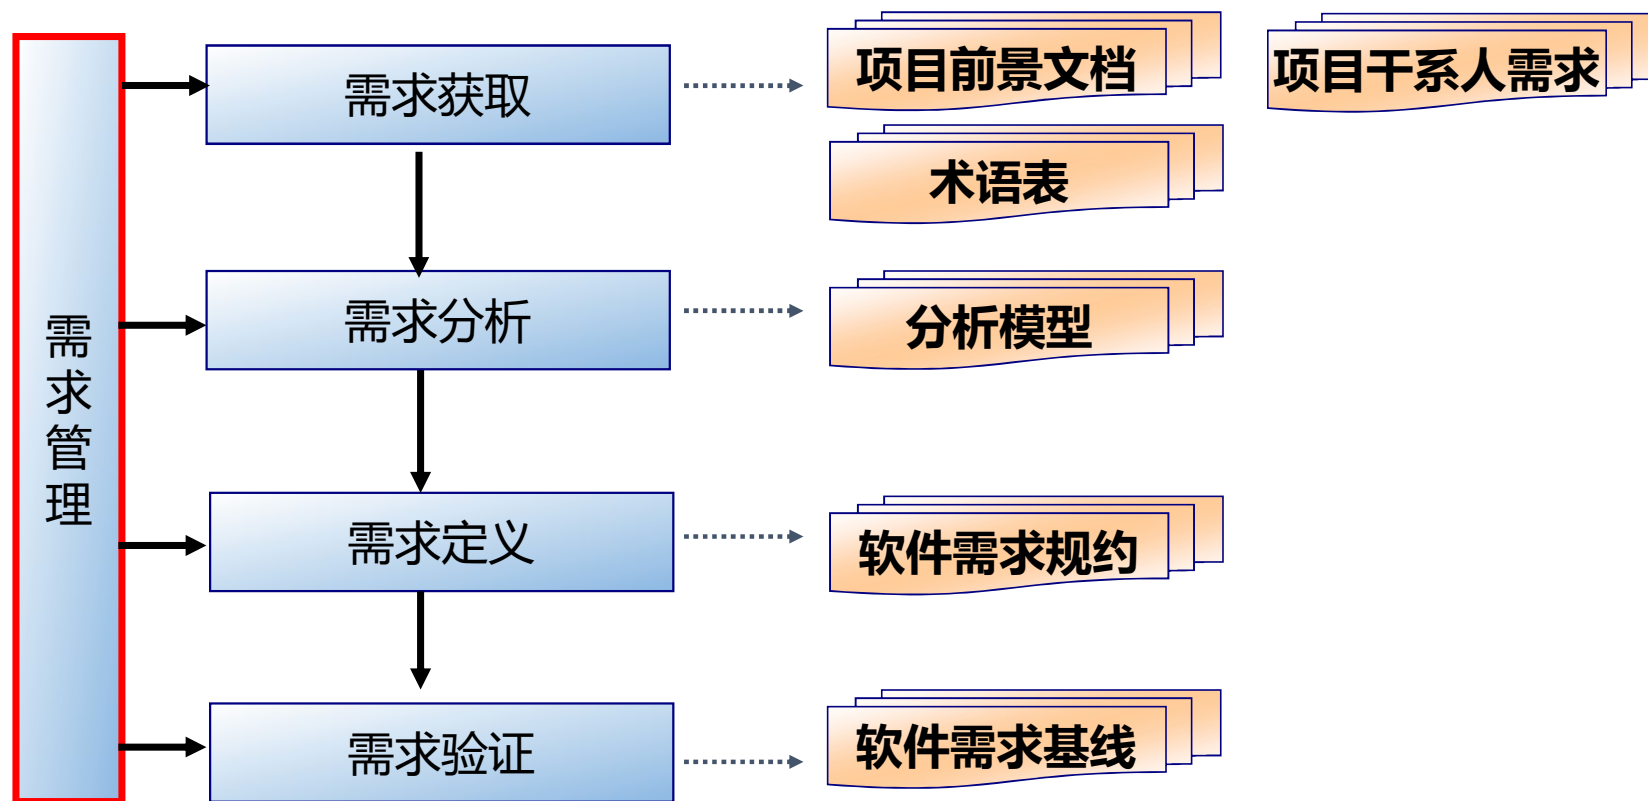 需求管理
需求获取
项目前景文档
项目干系人需求
术语表
需求分析
分析模型
需求定义
软件需求规约
需求验证
软件需求基线